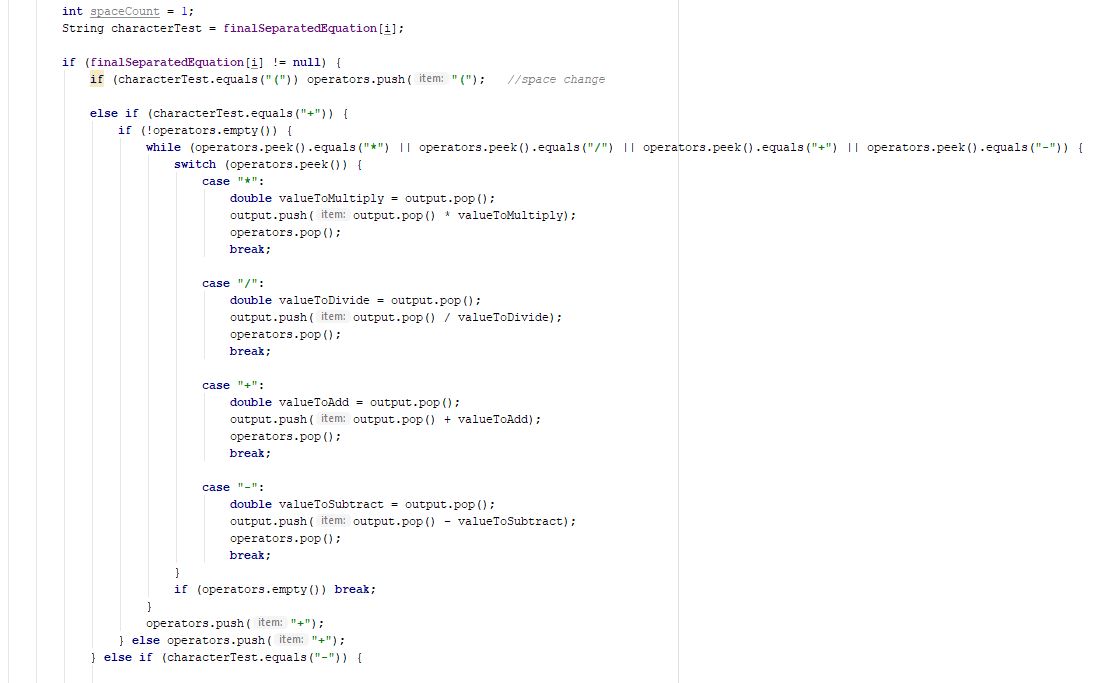 int spaceCount = 1;
String characterTest = finalSeparatedEquation[i];
if (finalSeparatedEquation[i] != null) {
if (characterTest.equals("(")) operators.push( item: "("); //space change
else if (characterTest.equals("+")) {
if (!operators.empty()) {
while (operators.peek().equals("*") || operators.peek().equals("/") || operators.peek().equals("+") || operators.peek().equals("-")) {
switch (operators.peek()) {
case "*":
double valueToMultiply = output.pop();
output.push( item: output.pop() * valueToMultiply);
operators.pop();
break;
case "/":
double valueToDivide = output.pop();
output.push( item: output.pop() / valueToDivide);
operators.pop();
break;
case "+":
double valueToAdd = output.pop();
output.push( item: output.pop() + valueToAdd);
operators.pop();
break;
case "-":
double valueToSubtract = output.pop();
output.push( item: output.pop() - valueToSubtract);
operators.pop();
break;
}
if (operators.empty()) break;
}
operators.push( item: "+");
} else operators.push( item: "+");
} else if (characterTest.equals("-")) {